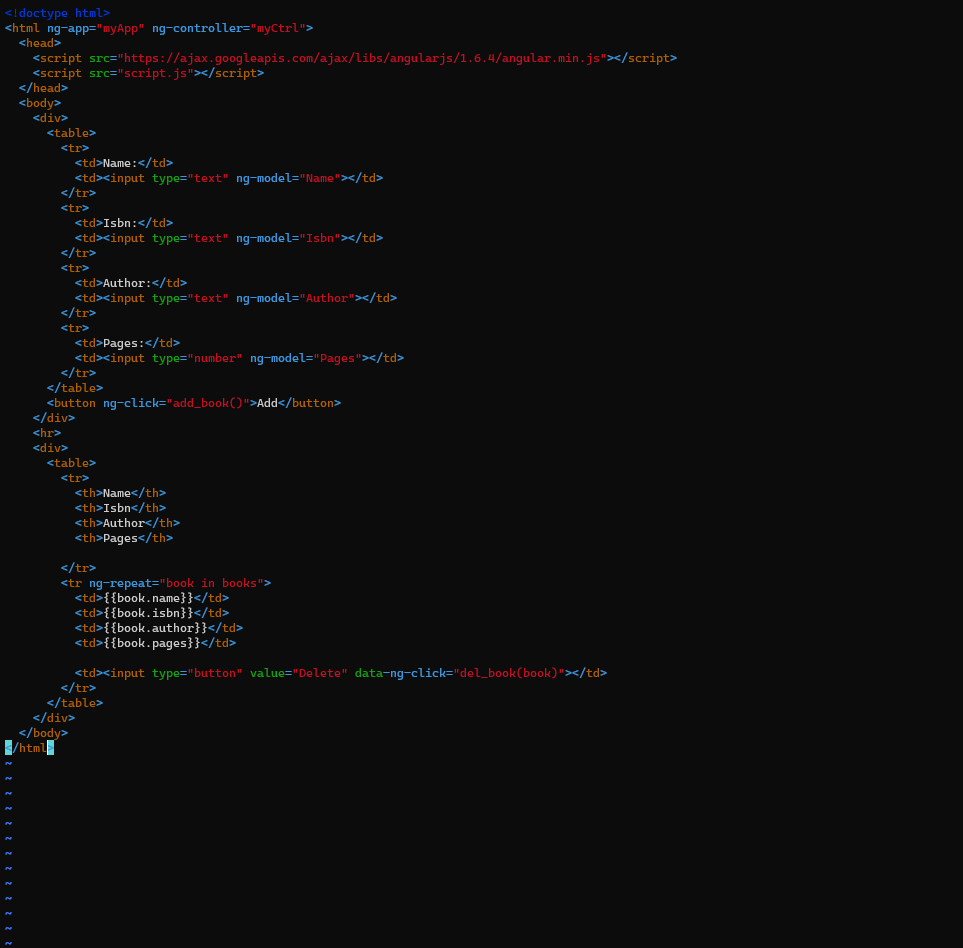 <!doctype html>
<html ng-app="myApp" ng-controller="myCtrl">
  <head>
    <script src="https://ajax.googleapis.com/ajax/libs/angularjs/1.6.4/angular.min.js"></script>
    <script src="script.js"></script>
  </head>
  <body>
    <div>
      <table>
        <tr>
          <td>Name:</td>
          <td><input type="text" ng-model="Name"></td>
        </tr>
        <tr>
          <td>Isbn:</td>
          <td><input type="text" ng-model="Isbn"></td>
        </tr>
        <tr>
          <td>Author:</td>
          <td><input type="text" ng-model="Author"></td>
        </tr>
        <tr>
          <td>Pages:</td>
          <td><input type="number" ng-model="Pages"></td>
        </tr>
      </table>
      <button ng-click="add_book()">Add</button>
    </div>
    <hr>
    <div>
      <table>
        <tr>
          <th>Name</th>
          <th>Isbn</th>
          <th>Author</th>
          <th>Pages</th>

        </tr>
        <tr ng-repeat="book in books">
          <td>{{book.name}}</td>
          <td>{{book.isbn}}</td>
          <td>{{book.author}}</td>
          <td>{{book.pages}}</td>

          <td><input type="button" value="Delete" data-ng-click="del_book(book)"></td>
        </tr>
      </table>
    </div>
  </body>
</html>
~
~
~
~
~
~
~
~
~
~
~
~
~